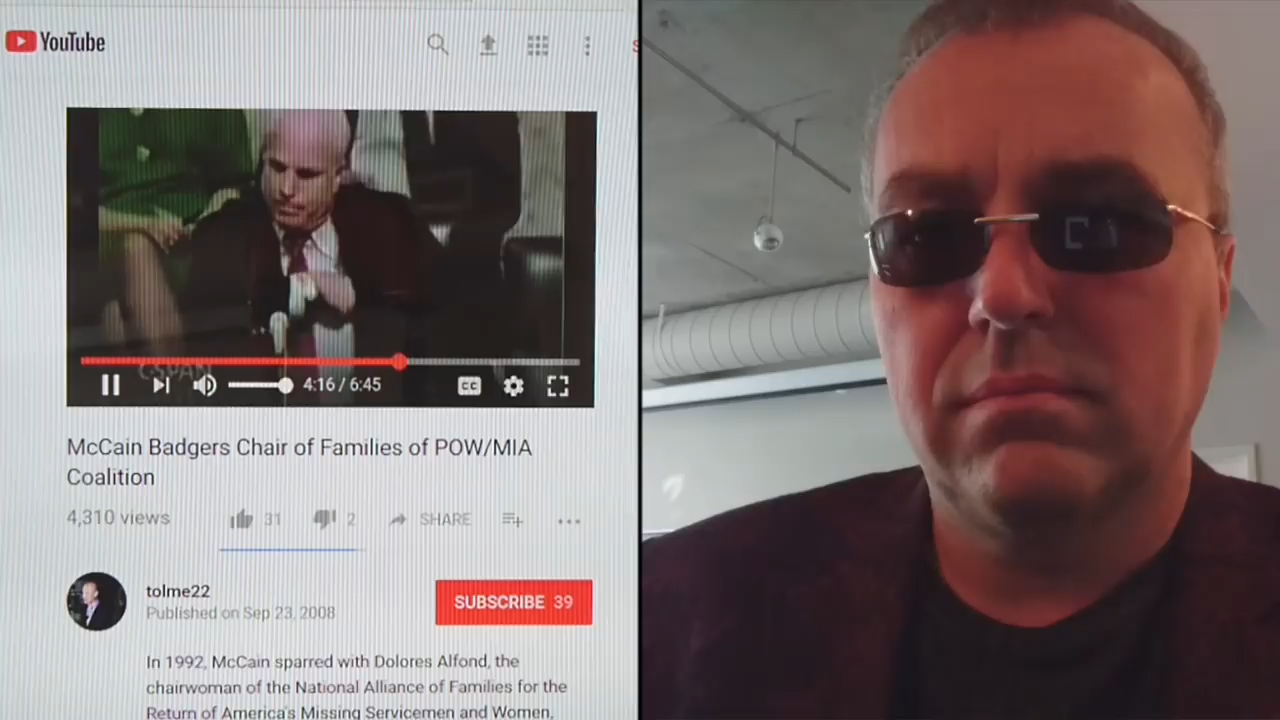 YouTube
C-SPAN
4:16 / 6:45
CC
McCain Badgers Chair of Families of POW/MIA
Coalition
4,310 views
31
2
SHARE
tolme22
Published on Sep 23, 2008
SUBSCRIBE 39
In 1992, McCain sparred with Dolores Alfond, the
chairwoman of the National Alliance of Families for the
Return of America's Missing Servicemen and Women,